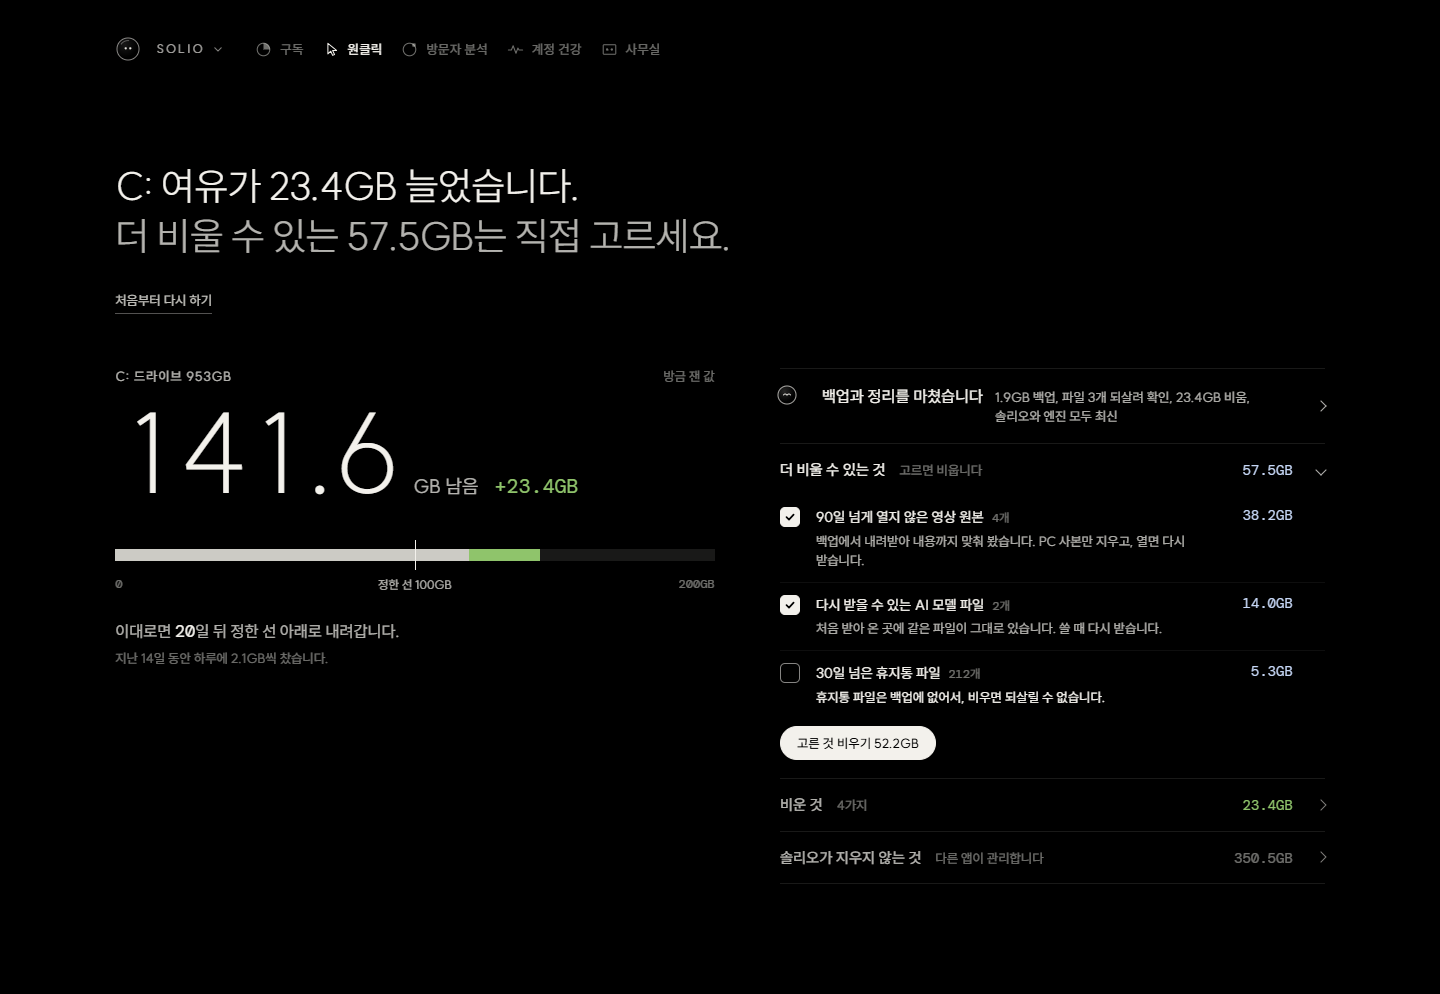 SOLIO
구독
원클릭
방문자 분석
계정 건강
사무실
C: 여유가 23.4GB 늘었습니다.
더 비울 수 있는 57.5GB는 직접 고르세요.
처음부터 다시 하기
C: 드라이브 953GB
방금 잰 값
141.6 GB 남음 +23.4GB
0
정한 선 100GB
200GB
이대로면 20일 뒤 정한 선 아래로 내려갑니다.
지난 14일 동안 하루에 2.1GB씩 찼습니다.
백업과 정리를 마쳤습니다
1.9GB 백업, 파일 3개 되살려 확인, 23.4GB 비움,
솔리오와 엔진 모두 최신
더 비울 수 있는 것 고르면 비웁니다 57.5GB
90일 넘게 열지 않은 영상 원본 4개 38.2GB
백업에서 내려받아 내용까지 맞춰 봤습니다. PC 사본만 지우고, 열면 다시
받습니다.
다시 받을 수 있는 AI 모델 파일 2개 14.0GB
처음 받아 온 곳에 같은 파일이 그대로 있습니다. 쓸 때 다시 받습니다.
30일 넘은 휴지통 파일 212개 5.3GB
휴지통 파일은 백업에 없어서, 비우면 되살릴 수 없습니다.
고른 것 비우기 52.2GB
비운 것 4가지 23.4GB
솔리오가 지우지 않는 것 다른 앱이 관리합니다 350.5GB